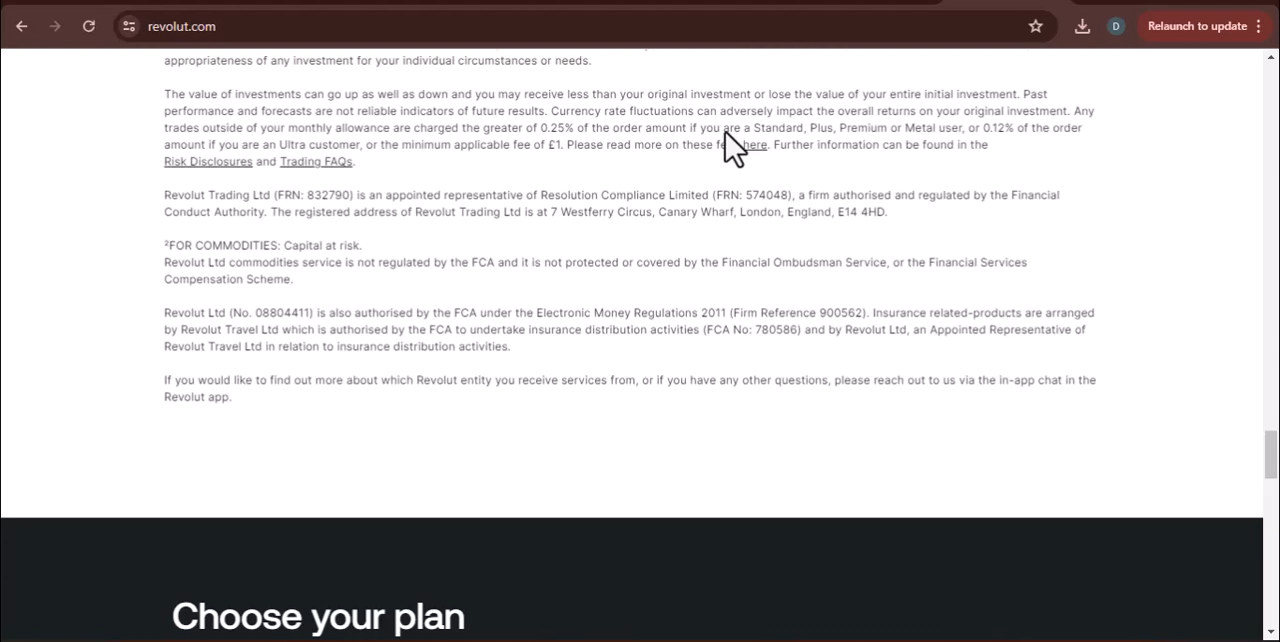 revolut.com
D
Relaunch to update
appropriateness of any investment for your individual circumstances or needs.
The value of investments can go up as well as down and you may receive less than your original investment or lose the value of your entire initial investment. Past
performance and forecasts are not reliable indicators of future results. Currency rate fluctuations can adversely impact the overall returns on your original investment. Any
trades outside of your monthly allowance are charged the greater of 0.25% of the order amount if you are a Standard, Plus, Premium or Metal user, or 0.12% of the order
amount if you are an Ultra customer, or the minimum applicable fee of £1. Please read more on these here. Further information can be found in the
Risk Disclosures and Trading FAQs.
Revolut Trading Ltd (FRN: 832790) is an appointed representative of Resolution Compliance Limited (FRN: 574048), a firm authorised and regulated by the Financial
Conduct Authority. The registered address of Revolut Trading Ltd is at 7 Westferry Circus, Canary Wharf, London, England, E14 4HD.
²FOR COMMODITIES: Capital at risk.
Revolut Ltd commodities service is not regulated by the FCA and it is not protected or covered by the Financial Ombudsman Service, or the Financial Services
Compensation Scheme.
Revolut Ltd (No. 08804411) is also authorised by the FCA under the Electronic Money Regulations 2011 (Firm Reference 900562). Insurance related-products are arranged
by Revolut Travel Ltd which is authorised by the FCA to undertake insurance distribution activities (FCA No: 780586) and by Revolut Ltd, an Appointed Representative of
Revolut Travel Ltd in relation to insurance distribution activities.
If you would like to find out more about which Revolut entity you receive services from, or if you have any other questions, please reach out to us via the in-app chat in the
Revolut app.
Choose your plan